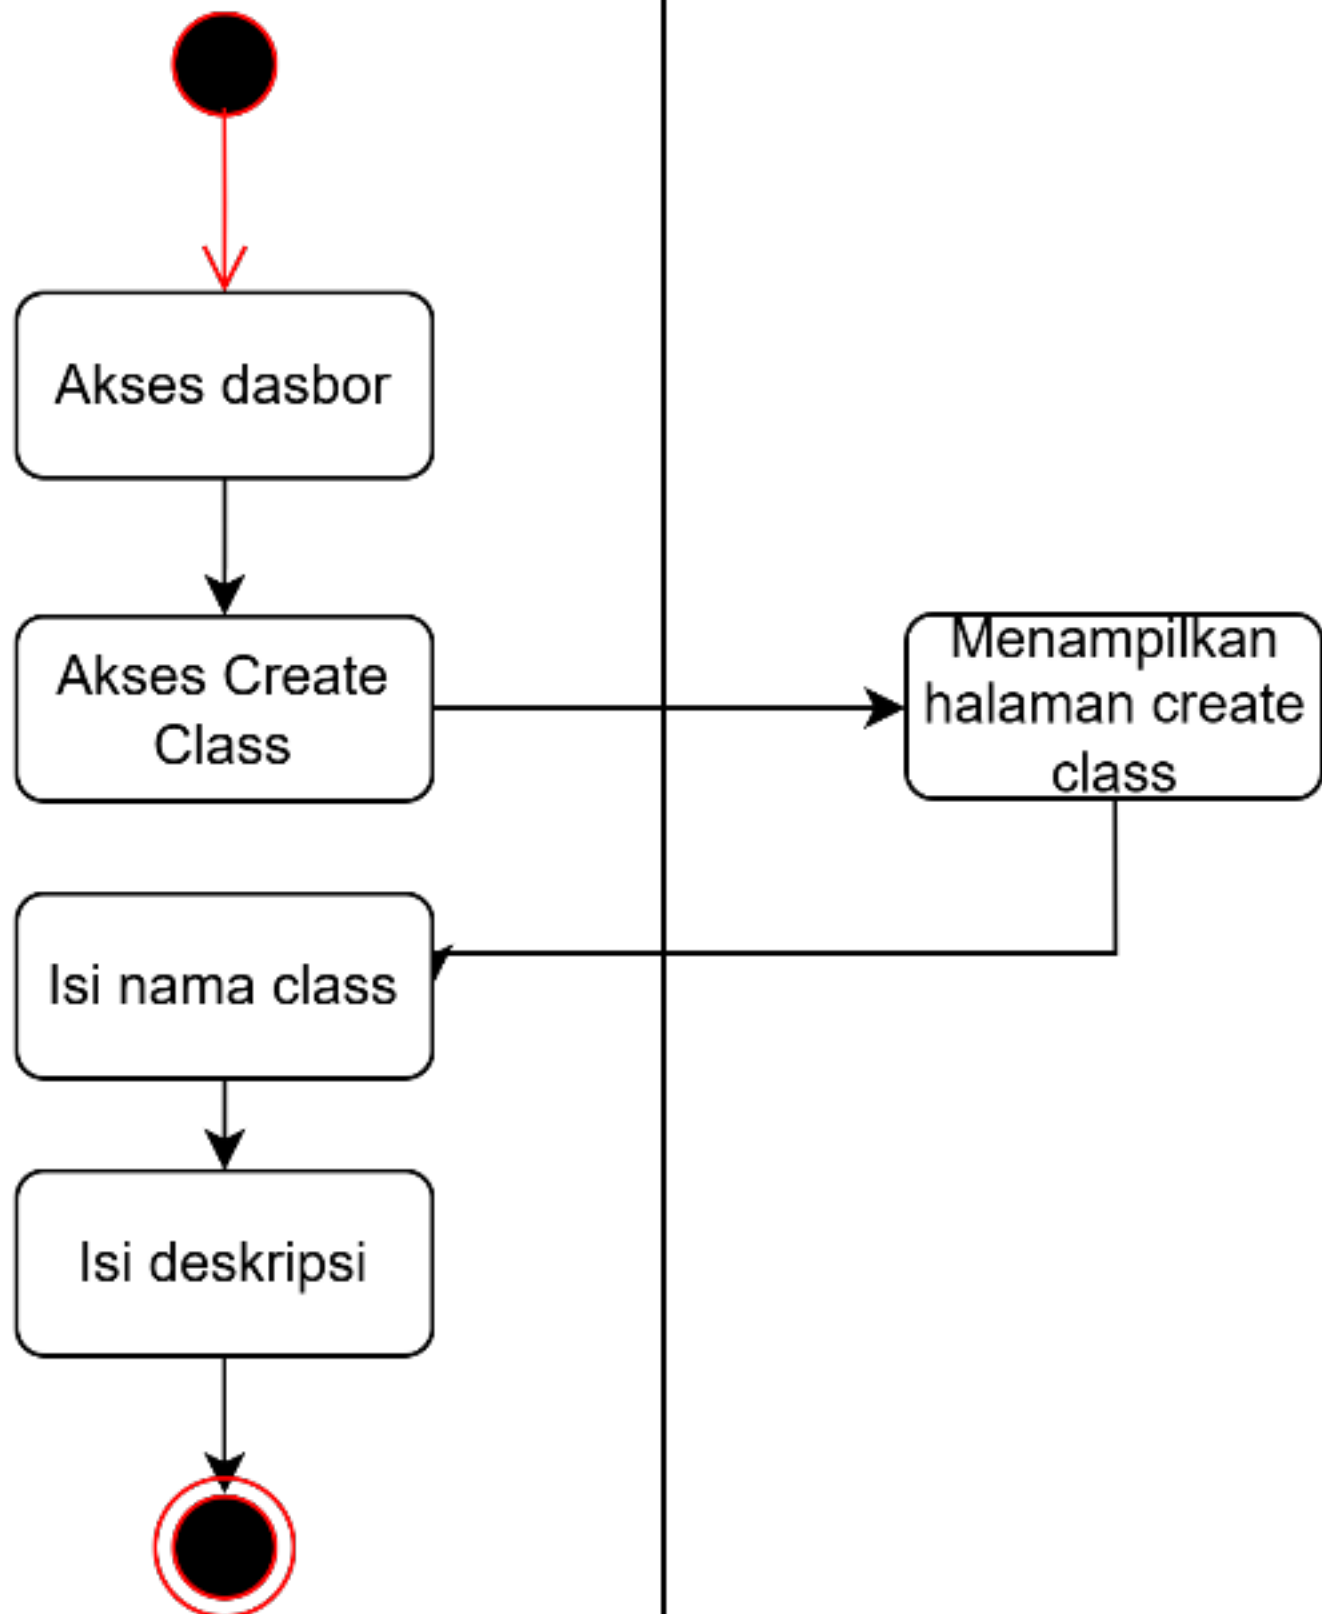 Akses dasbor
Akses Create
Class
Menampilkan
halaman create
class
Isi nama class
Isi deskripsi